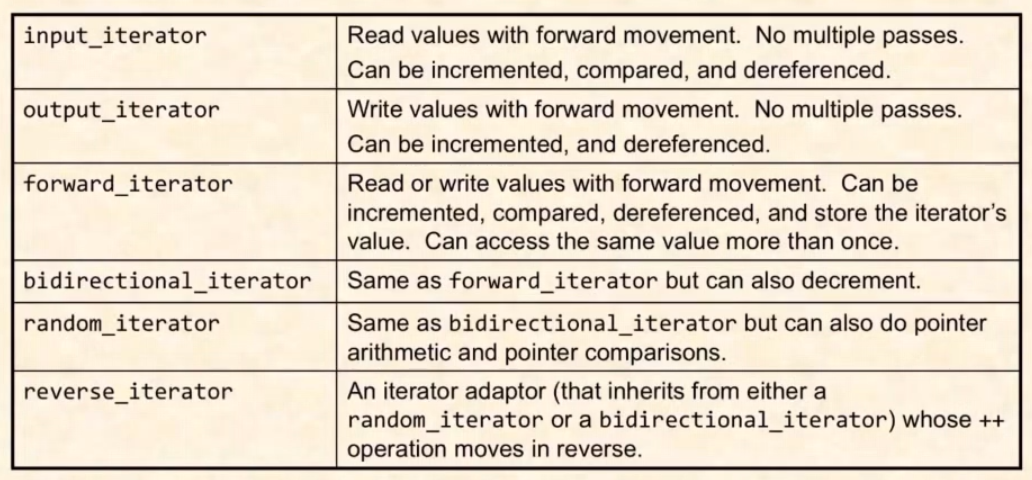 input_iterator
Read values with forward movement.  No multiple passes.
Can be incremented, compared, and dereferenced.
output_iterator
Write values with forward movement.  No multiple passes.
Can be incremented, and dereferenced.
forward_iterator
Read or write values with forward movement.  Can be
incremented, compared, dereferenced, and store the iterator's
value.  Can access the same value more than once.
bidirectional_iterator
Same as forward_iterator but can also decrement.
random_iterator
Same as bidirectional_iterator but can also do pointer
arithmetic and pointer comparisons.
reverse_iterator
An iterator adaptor (that inherits from either a
random_iterator or a bidirectional_iterator) whose ++
operation moves in reverse.